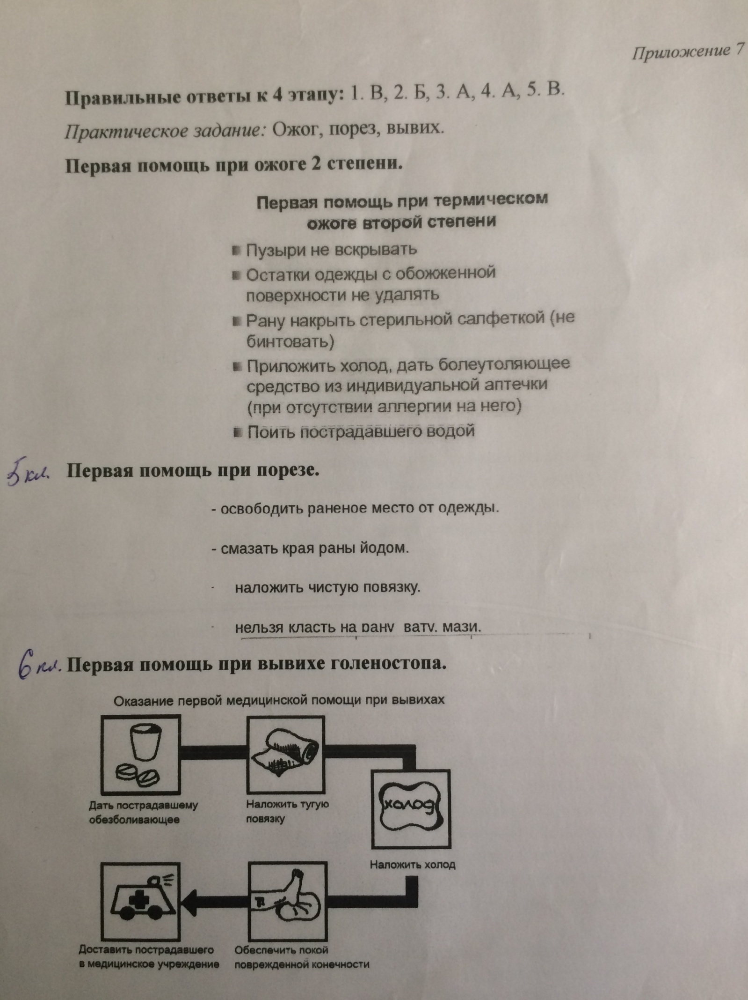 Приложение 7
Правильные ответы к 4 этапу: 1. В, 2. Б, 3. А, 4. А, 5. В.
Практическое задание: Ожог, порез, вывих.
Первая помощь при ожоге 2 степени.
Первая помощь при термическом
ожоге второй степени
Пузыри не вскрывать
Остатки одежды с обожженной
поверхности не удалять
Рану накрыть стерильной салфеткой (не
бинтовать)
Приложить холод, дать болеутоляющее
средство из индивидуальной аптечки
(при отсутствии аллергии на него)
Поить пострадавшего водой
5 кл. Первая помощь при порезе.
- освободить раненое место от одежды.
- смазать края раны йодом.
- наложить чистую повязку.
- нельзя класть на рану вату, мази.
6 кл. Первая помощь при вывихе голеностопа.
Оказание первой медицинской помощи при вывихах
Дать пострадавшему
обезболивающее
Наложить тугую
повязку
холод
Наложить холод
Доставить пострадавшего
в медицинское учреждение
Обеспечить покой
поврежденной конечности